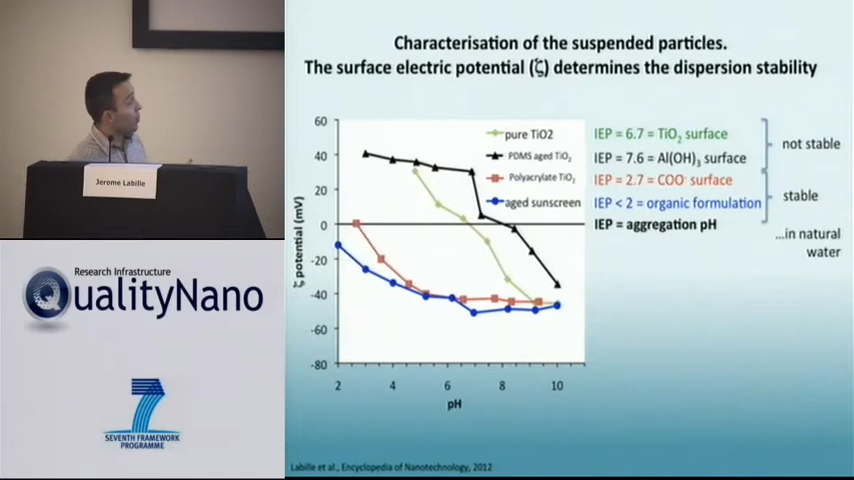 Characterisation of the suspended particles.
The surface electric potential (ζ) determines the dispersion stability
60
40
20
0
-20
-40
-60
-80
ζ potential (mV)
2
4
6
8
10
pH
pure TiO2
PDMS aged TiO₂
Polyacrylate TiO₂
aged sunscreen
IEP = 6.7 = TiO₂ surface
IEP = 7.6 = Al(OH)₃ surface
IEP = 2.7 = COO⁻ surface
IEP < 2 = organic formulation
IEP = aggregation pH
not stable
stable
...in natural
water
Labille et al., Encyclopedia of Nanotechnology, 2012
Jerome Labille
Research Infrastructure
QualityNano
7
SEVENTH FRAMEWORK
PROGRAMME